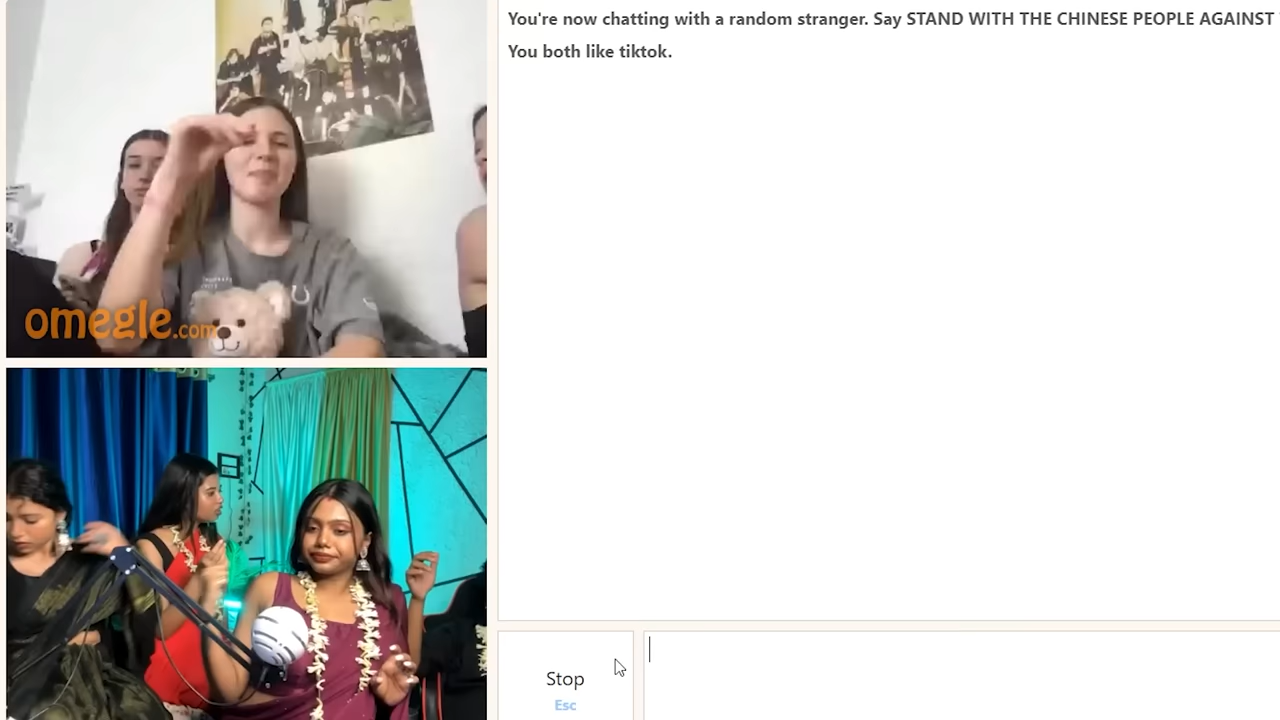 You're now chatting with a random stranger. Say STAND WITH THE CHINESE PEOPLE AGAINST
You both like tiktok.
omegle.com
Stop
Esc